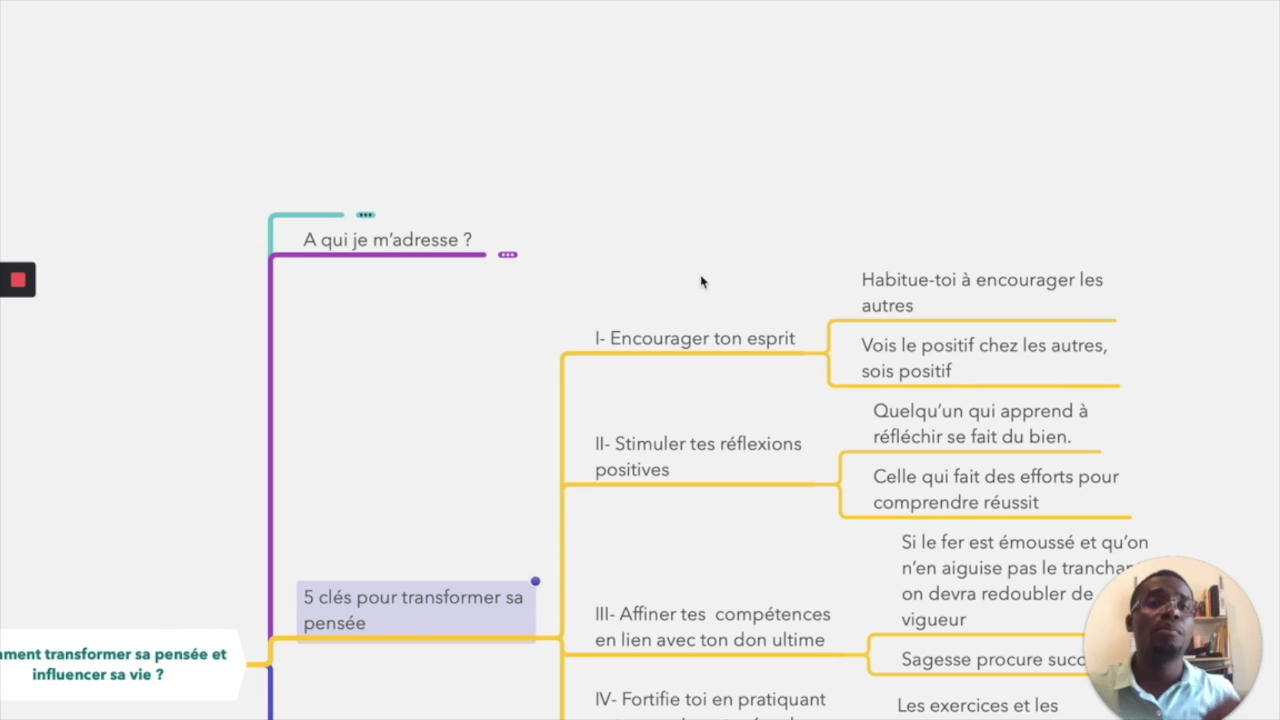 A qui je m'adresse ?
Habitue-toi à encourager les
autres
I- Encourager ton esprit
Vois le positif chez les autres,
sois positif
Quelqu'un qui apprend à
réfléchir se fait du bien.
II- Stimuler tes réflexions
positives
Celle qui fait des efforts pour
comprendre réussit
Si le fer est émoussé et qu'on
n'en aiguise pas le
on devra redoubler de
vigueur
5 clés pour transformer sa
pensée
III- Affiner tes compétences
en lien avec ton don ultime
Sagesse procure
transformer sa pensée et
influencer sa vie ?
IV- Fortifie toi en pratiquant
Les exercices et les